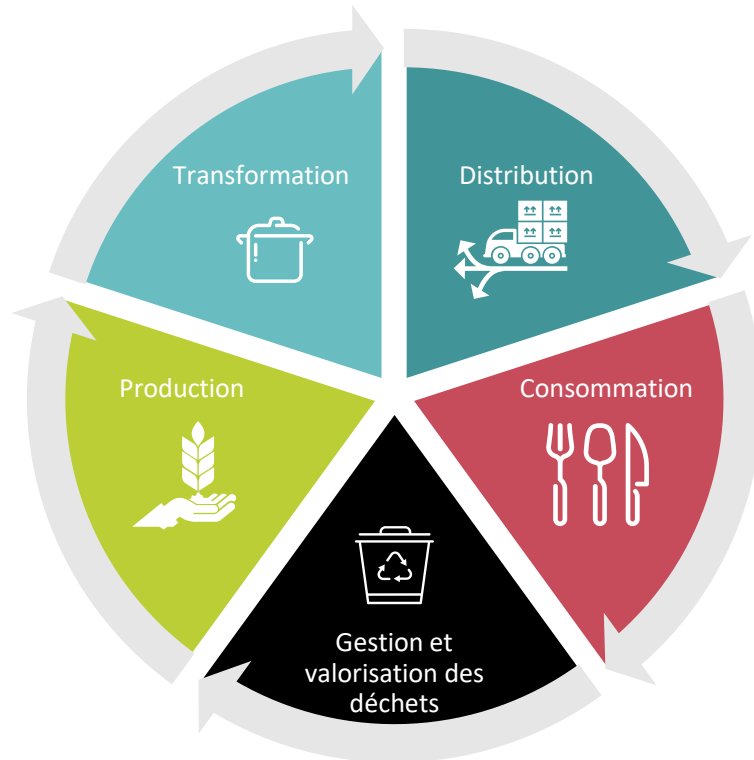 Transformation
Distribution
Production
Consommation
Gestion et
valorisation des
déchets